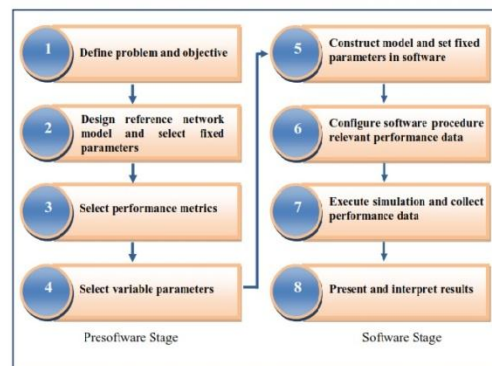 1
Define problem and objective
2
Design reference network
model and select fixed
parameters
3
Select performance metrics
4
Select variable parameters
Presoftware Stage
5
Construct model and set fixed
parameters in software
6
Configure software procedure
relevant performance data
7
Execute simulation and collect
performance data
8
Present and interpret results
Software Stage